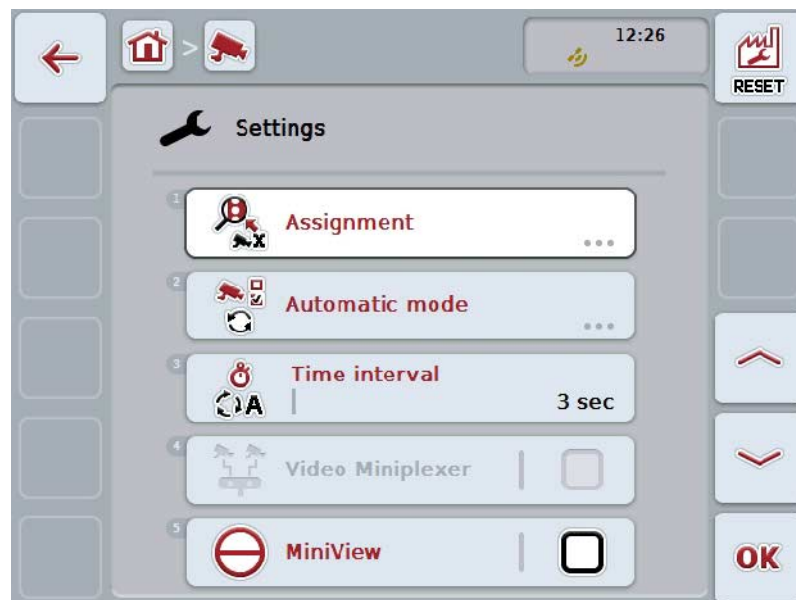 12:26
RESET
Settings
1
Assignment
2
Automatic mode
3
Time interval
A
3 sec
4
Video Miniplexer
5
MiniView
OK